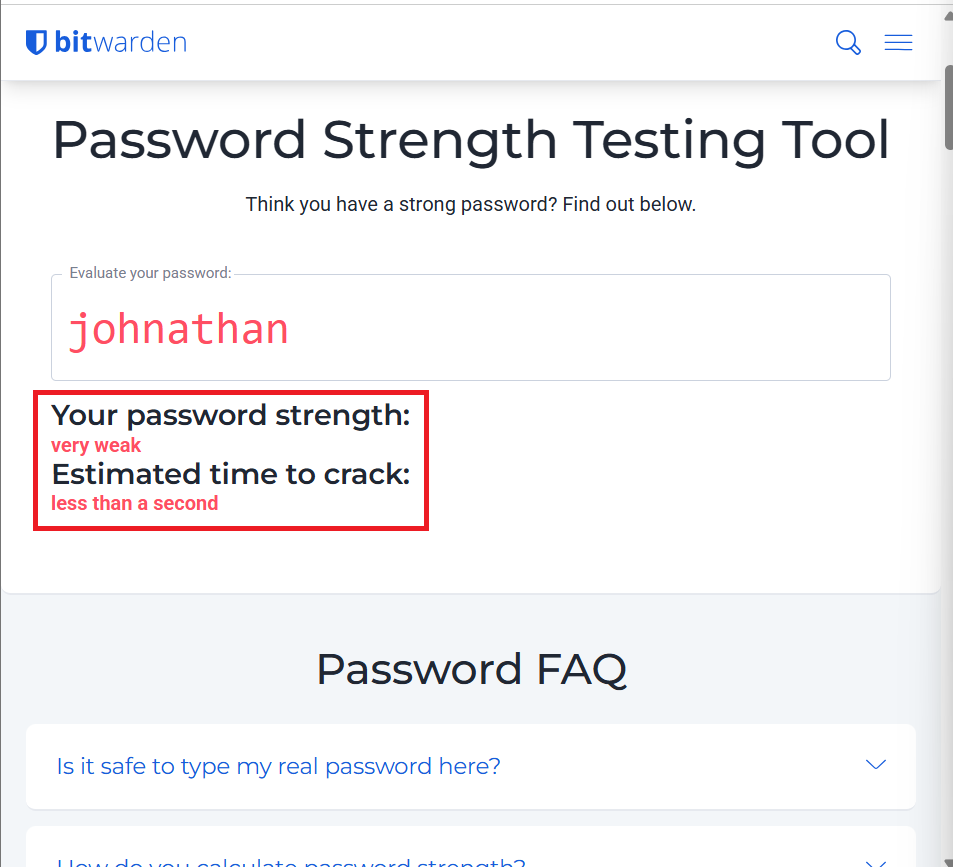 bitwarden
Password Strength Testing Tool
Think you have a strong password? Find out below.
Evaluate your password:
johnathan
Your password strength:
very weak
Estimated time to crack:
less than a second
Password FAQ
Is it safe to type my real password here?
How do you calculate password strength?